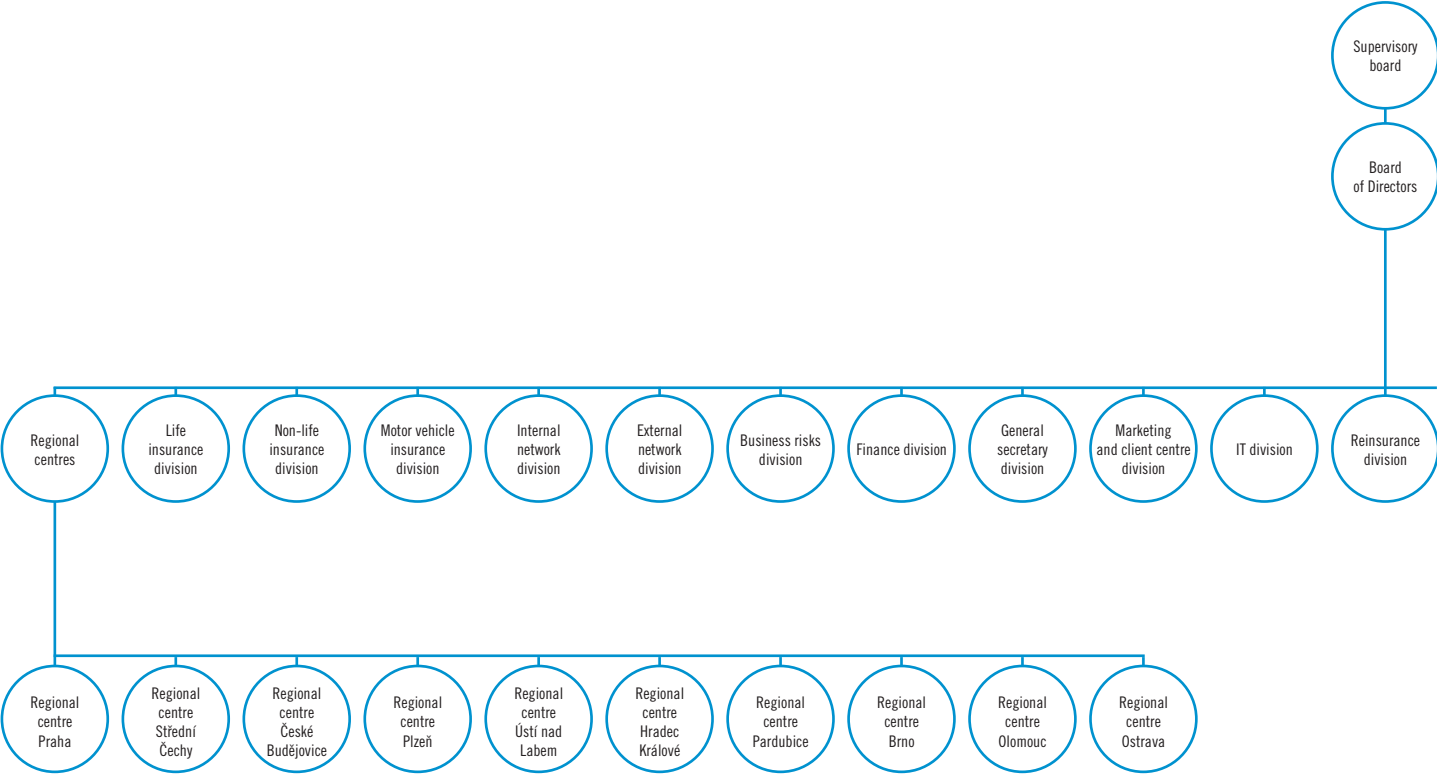 Supervisory
board
Board
of Directors
Regional
centres
Life
insurance
division
Non-life
insurance
division
Motor vehicle
insurance
division
Internal
network
division
External
network
division
Business risks
division
Finance division
General
secretary
division
Marketing
and client centre
division
IT division
Reinsurance
division
Regional
centre
Praha
Regional
centre
Střední
Čechy
Regional
centre
České
Budějovice
Regional
centre
Plzeň
Regional
centre
Ústí nad
Labem
Regional
centre
Hradec
Králové
Regional
centre
Pardubice
Regional
centre
Brno
Regional
centre
Olomouc
Regional
centre
Ostrava